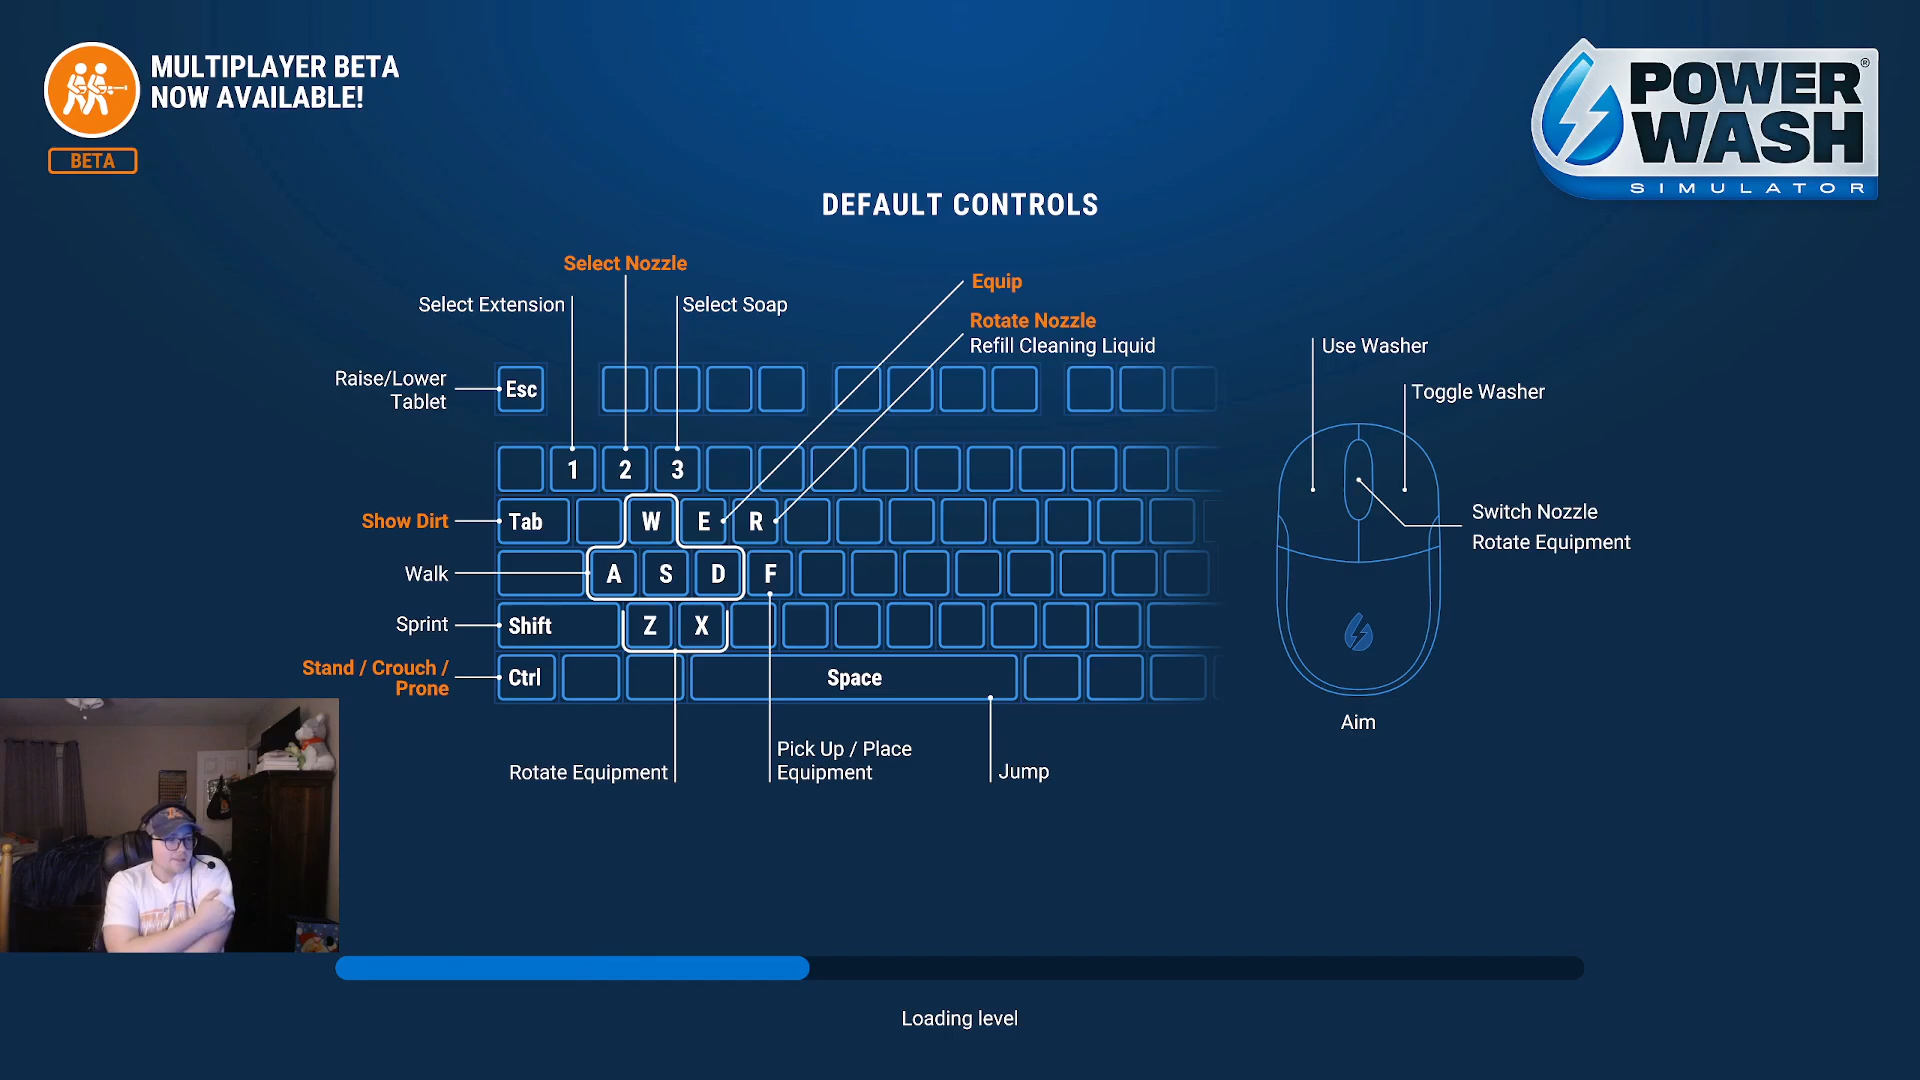 MULTIPLAYER BETA
NOW AVAILABLE!
BETA
POWER
WASH
®
SIMULATOR
DEFAULT CONTROLS
Select Nozzle
Select Extension
Select Soap
Equip
Rotate Nozzle
Refill Cleaning Liquid
Raise/Lower
Tablet
Esc
1 2 3
Show Dirt
Tab W E R
Walk
A S D F
Sprint
Shift Z X
Stand / Crouch /
Prone
Ctrl Space
Rotate Equipment
Pick Up / Place
Equipment
Jump
Use Washer
Toggle Washer
Switch Nozzle
Rotate Equipment
Aim
Loading level